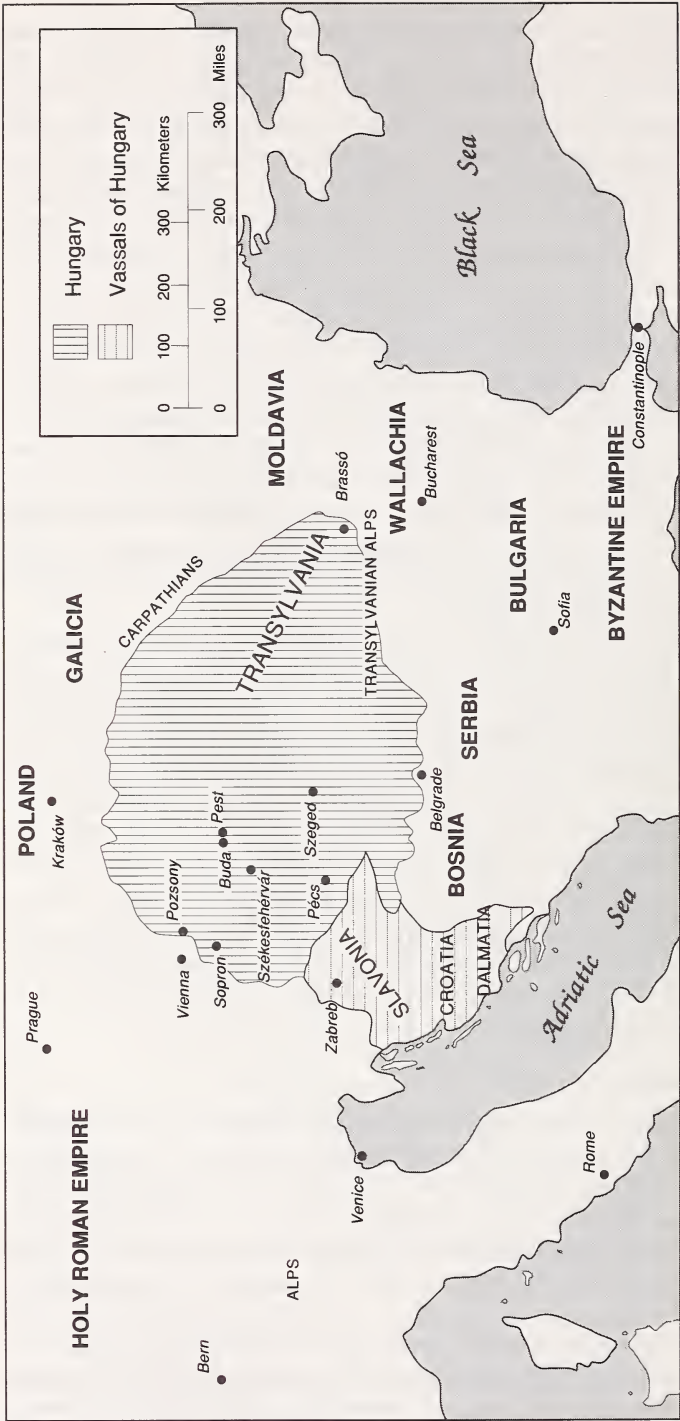 Hungary
Vassals of Hungary
0 100 200 300 Kilometers
0 100 200 300 Miles
HOLY ROMAN EMPIRE
Prague
POLAND
Kraków
GALICIA
CARPATHIANS
MOLDAVIA
Bern
ALPS
Vienna
Pozsony
Sopron
Buda
Pest
Székesfehérvár
TRANSYLVANIA
Brassó
Szeged
Pécs
TRANSYLVANIAN ALPS
WALLACHIA
Bucharest
Zabreb
SLAVONIA
Venice
CROATIA
DALMATIA
BOSNIA
Belgrade
SERBIA
BULGARIA
Sofia
Black Sea
Adriatic Sea
Rome
BYZANTINE EMPIRE
Constantinople